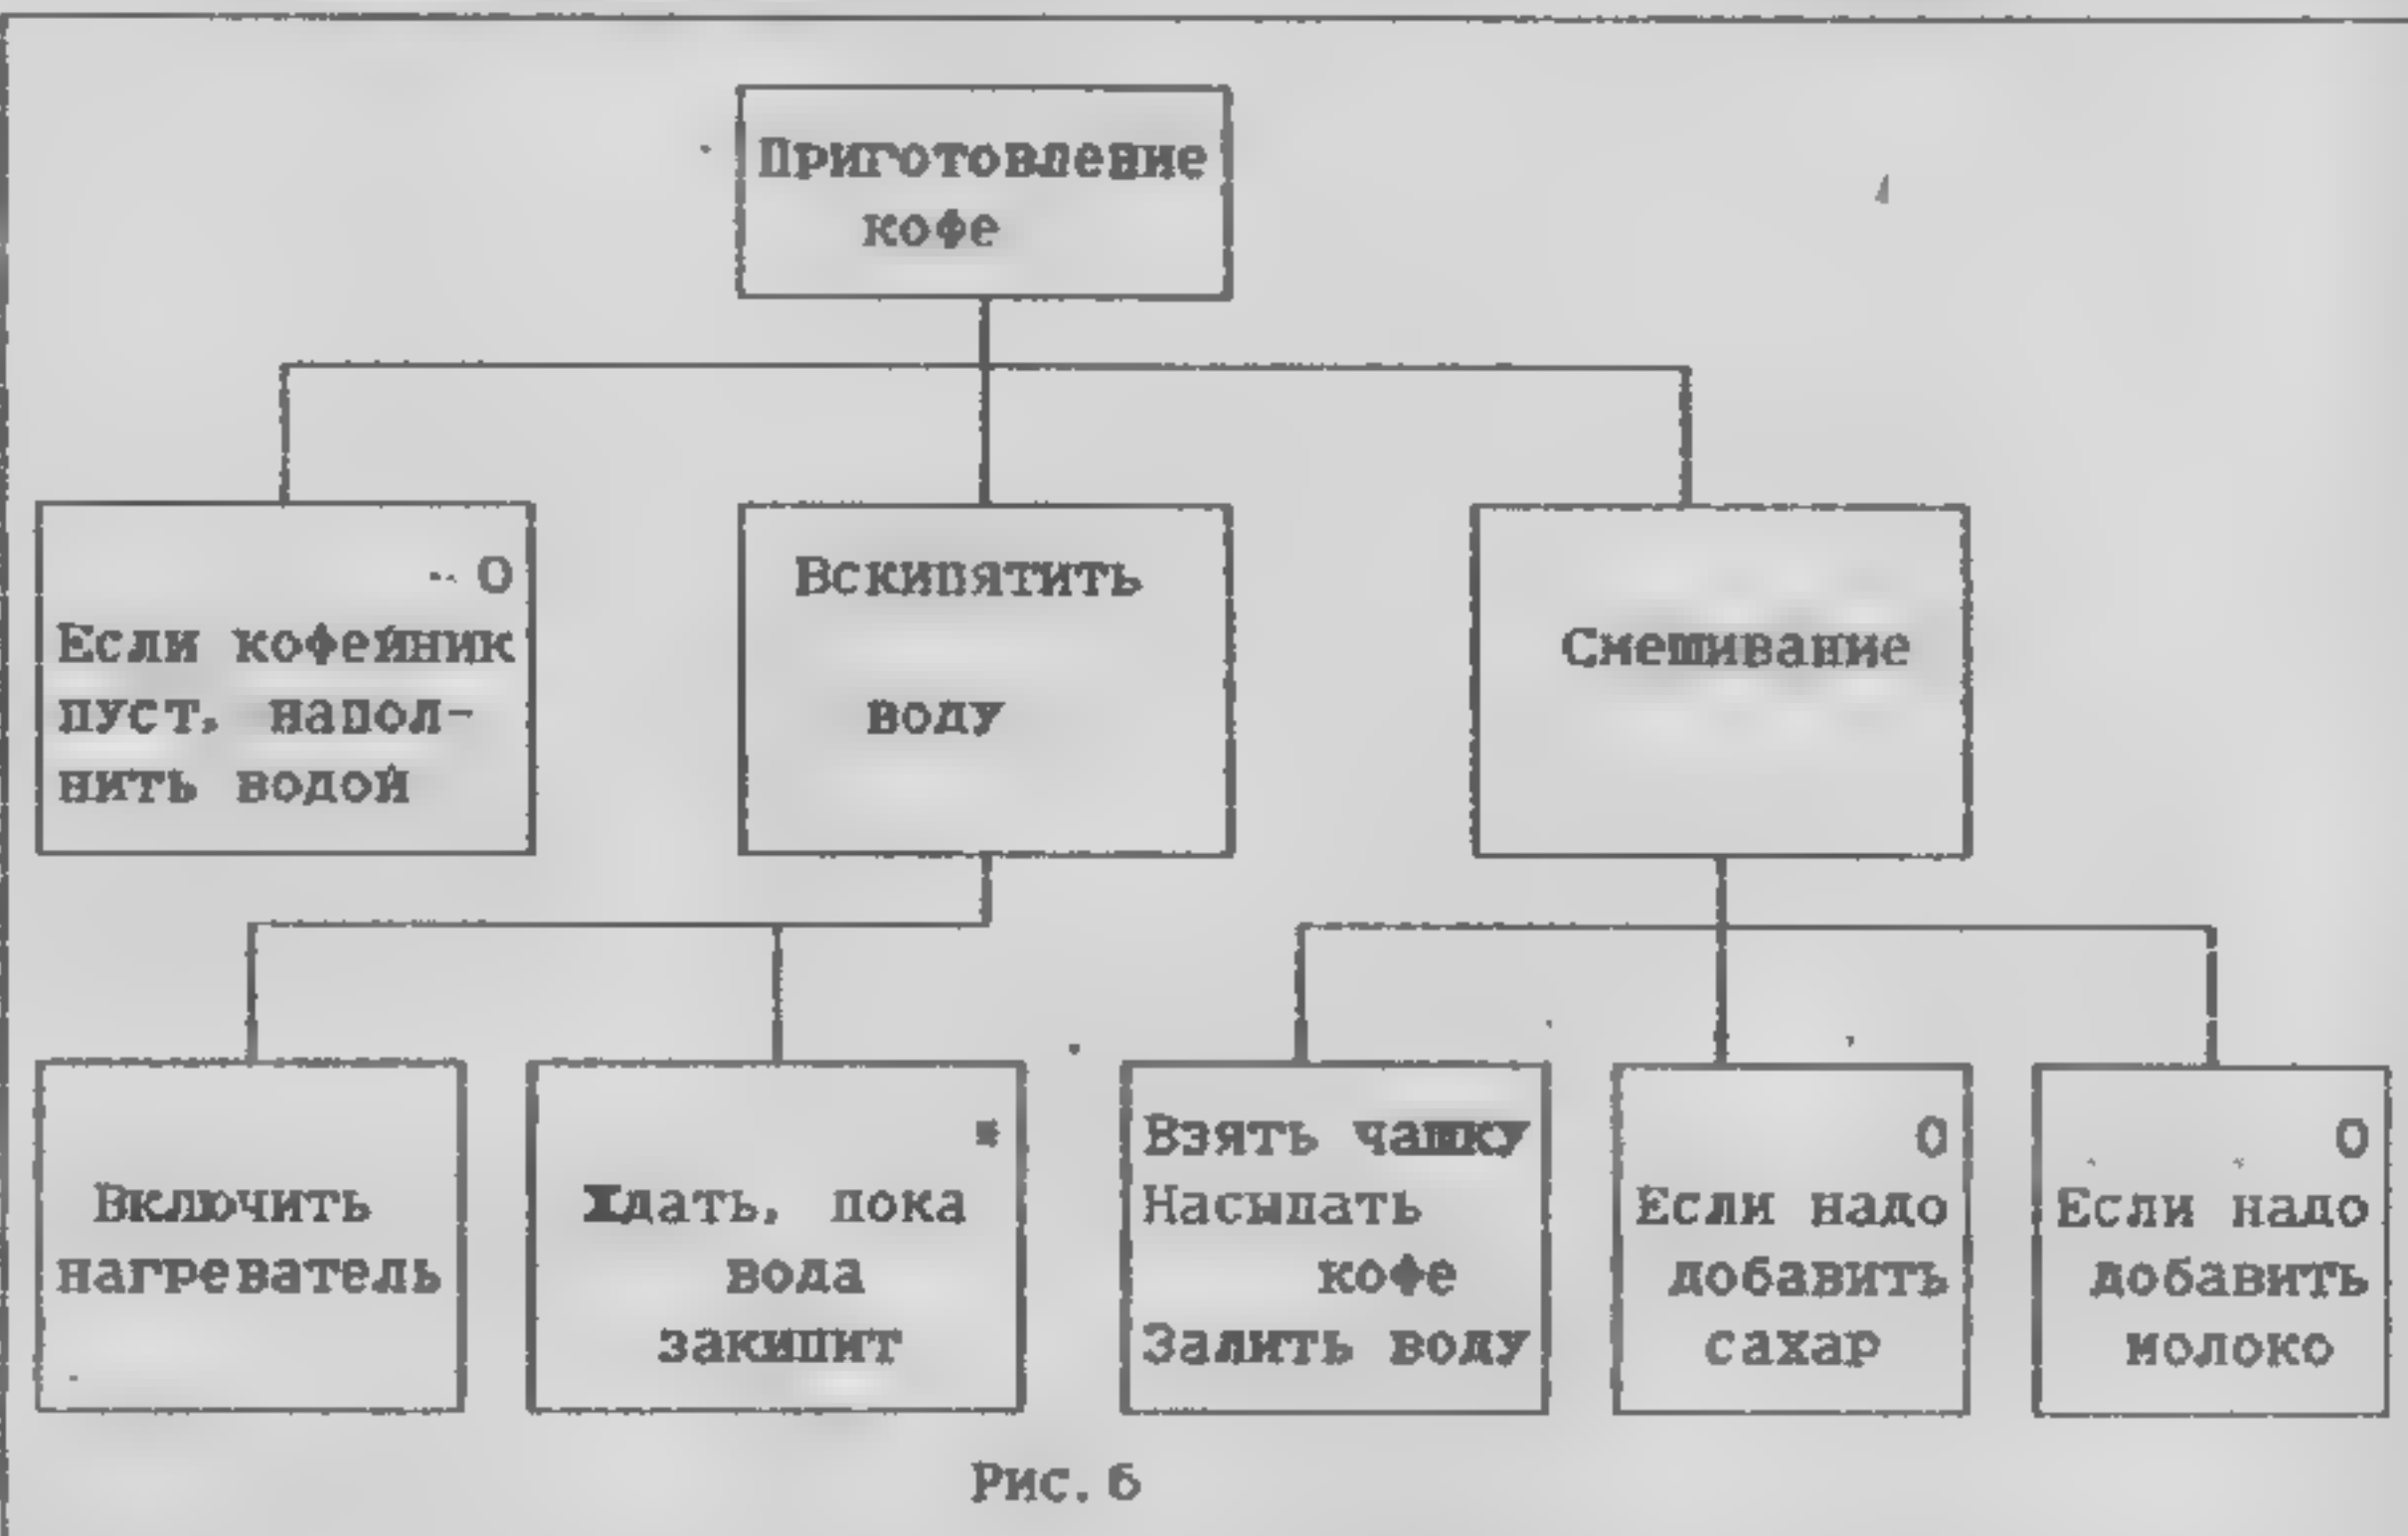 Приготовление
кофе
О
Если кофейник
пуст, напол-
нить водой
Вскипятить
воду
Смешивание
Включить
нагреватель
*
Ждать, пока
вода
закипит
Взять чашку
Насыпать
кофе
Залить воду
О
Если надо
добавить
сахар
О
Если надо
добавить
молоко
Рис. 6